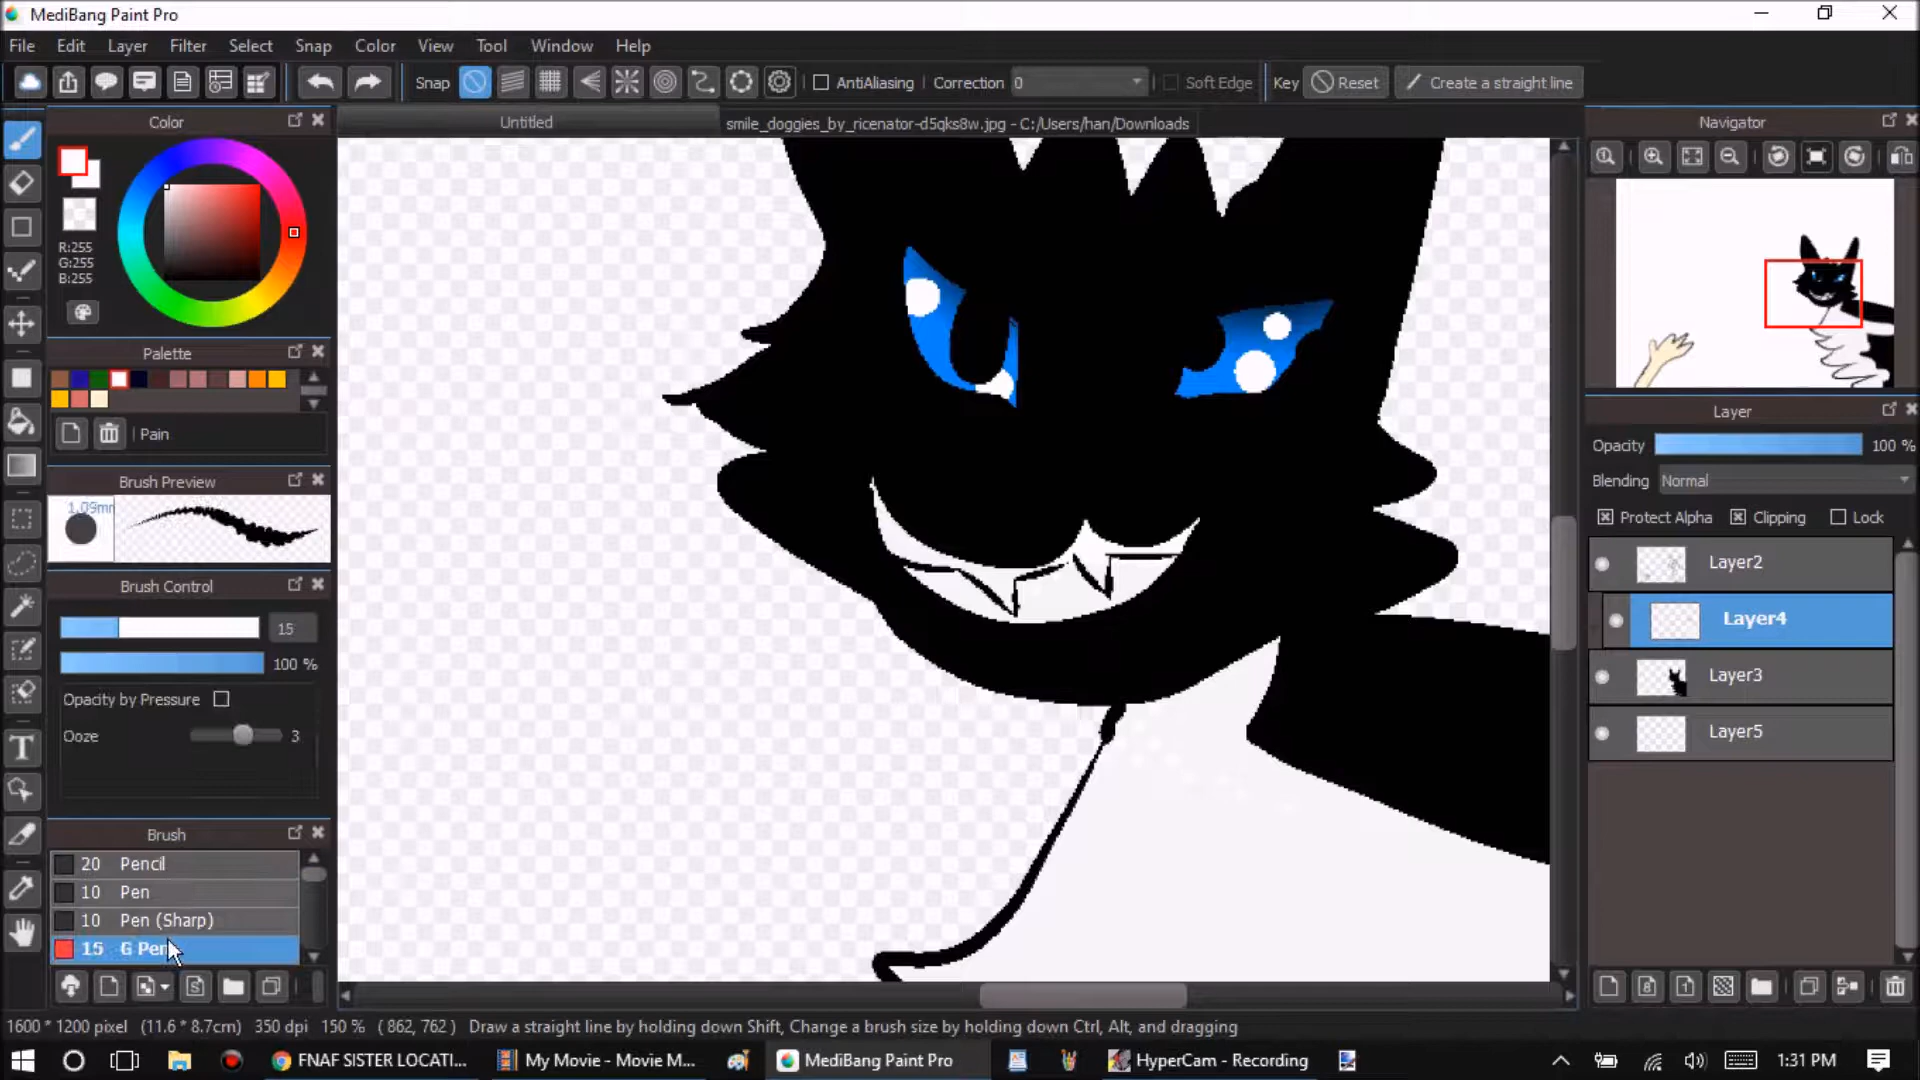 MediBang Paint Pro
File Edit Layer Filter Select Snap Color View Tool Window Help
Snap AntiAliasing Correction 0 Soft Edge Key Reset Create a straight line
Color
Untitled
smile_doggies_by_ricenator-d5qks8w.jpg - C:/Users/han/Downloads
Navigator
R:255
G:255
B:255
Palette
Pain
Brush Preview
Brush Control
15
100 %
Opacity by Pressure
Ooze 3
Brush
20 Pencil
10 Pen
10 Pen (Sharp)
15 G Pen
Layer
Opacity 100 %
Blending Normal
Protect Alpha Clipping Lock
Layer2
Layer4
Layer3
Layer5
1600 * 1200 pixel (11.6 * 8.7cm) 350 dpi 150 % ( 862, 762 ) Draw a straight line by holding down Shift, Change a brush size by holding down Ctrl, Alt, and dragging
FNAF SISTER LOCATI... My Movie - Movie M... MediBang Paint Pro HyperCam - Recording 1:31 PM